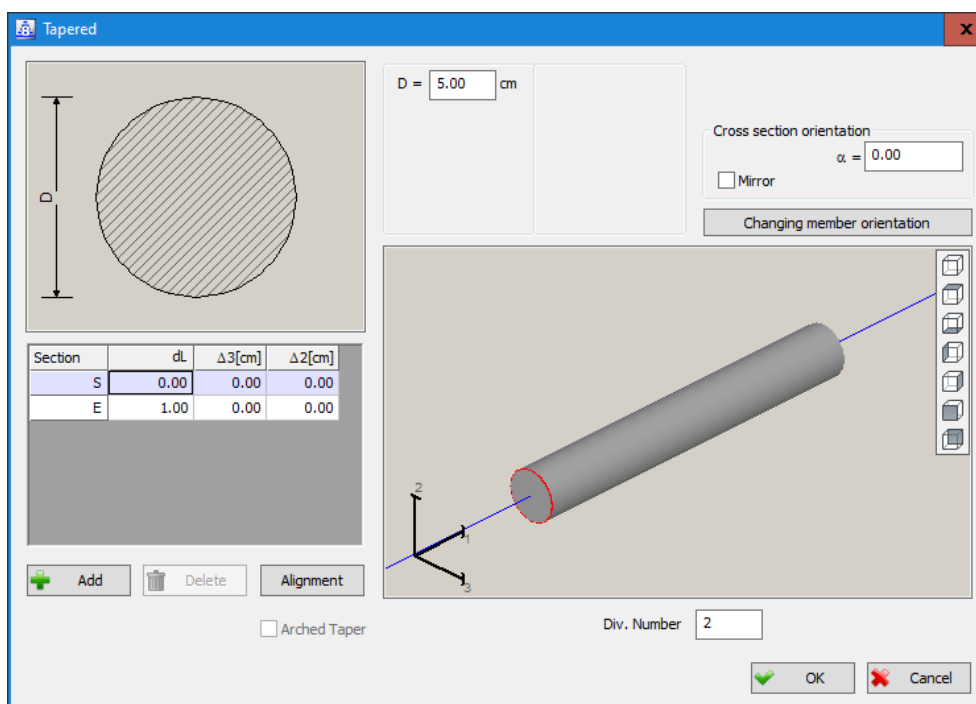 Tapered
D
D = 5.00 cm
Cross section orientation
α = 0.00
Mirror
Changing member orientation
Section dL Δ3[cm] Δ2[cm]
S 0.00 0.00 0.00
E 1.00 0.00 0.00
2
1
3
Add Delete Alignment
Arched Taper
Div. Number 2
OK Cancel